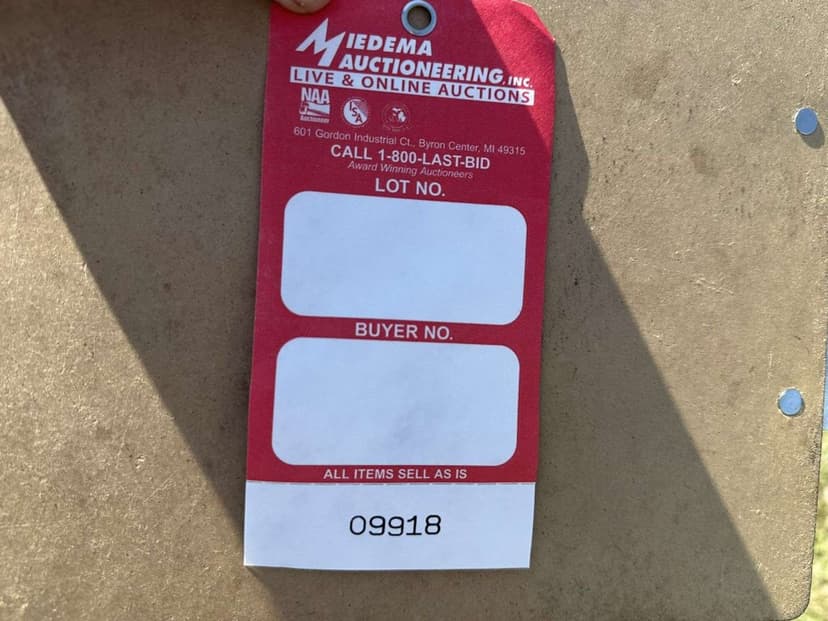 MIEDEMA
AUCTIONEERING, INC.
LIVE & ONLINE AUCTIONS
NAA
Auctioneer
601 Gordon Industrial Ct., Byron Center, MI 49315
CALL 1-800-LAST-BID
Award Winning Auctioneers
LOT NO.
BUYER NO.
ALL ITEMS SELL AS IS
09918